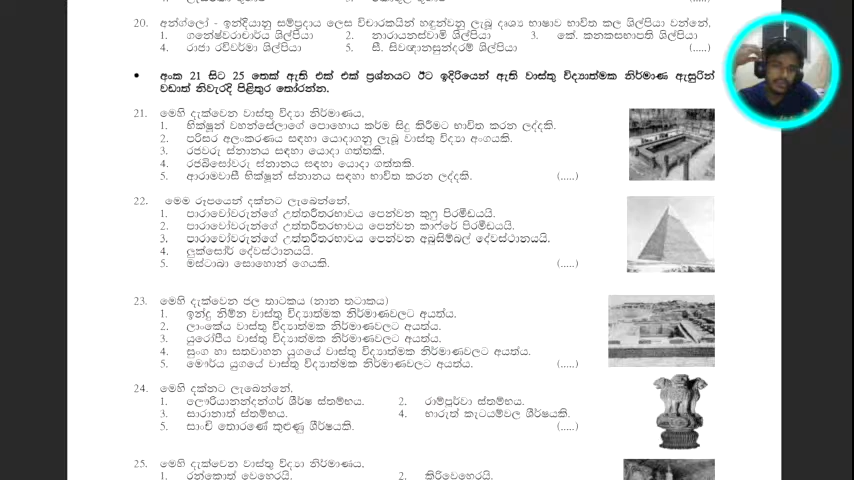 20. අන්ග්ලෝ - ඉන්දියානු සම්ප්‍රදාය ලෙස විචාරකයින් හඳුන්වනු ලැබූ දෘශ්‍ය භාෂාව භාවිත කල ශිල්පියා වන්නේ,
1. ගනේෂ්වරාචාර්ය ශිල්පියා 2. නාරායනස්වාමි ශිල්පියා 3. කේ. කනකසභාපති ශිල්පියා
4. රාජා රවිවර්මා ශිල්පියා 5. සී. සිවඥානසුන්දරම් ශිල්පියා (.....)
• අංක 21 සිට 25 තෙක් ඇති එක් එක් ප්‍රශ්නයට ඊට ඉදිරියෙන් ඇති වාස්තු විද්‍යාත්මක නිර්මාණ ඇසුරින්
වඩාත් නිවැරදි පිළිතුර තෝරන්න.
21. මෙහි දැක්වෙන වාස්තු විද්‍යා නිර්මාණය,
1. භික්ෂූන් වහන්සේලාගේ පොහොය කර්ම සිදු කිරීමට භාවිත කරන ලද්දකි.
2. පරිසර අලංකරණය සඳහා යොදාගනු ලැබූ වාස්තු විද්‍යා අංගයකි.
3. රජවරු ස්නානය සඳහා යොදා ගත්තකි.
4. රජබිසෝවරු ස්නානය සඳහා යොදා ගත්තකි.
5. ආරාමවාසී භික්ෂූන් ස්නානය සඳහා භාවිත කරන ලද්දකි. (.....)
22. මෙම රූපයෙන් දක්නට ලැබෙන්නේ,
1. පාරාවෝවරුන්ගේ උත්තරීතරභාවය පෙන්වන කුෆු පිරමීඩයයි.
2. පාරාවෝවරුන්ගේ උත්තරීතරභාවය පෙන්වන කාෆ්රේ පිරමීඩයයි.
3. පාරාවෝවරුන්ගේ උත්තරීතරභාවය පෙන්වන අබුසිම්බල් දේවස්ථානයයි.
4. ලුක්සෝර් දේවස්ථානයයි.
5. මස්ටාබා සොහොන් ගෙයකි. (.....)
23. මෙහි දැක්වෙන ජල තාටකය (නාන තටාකය)
1. ඉන්දු නිම්න වාස්තු විද්‍යාත්මක නිර්මාණවලට අයත්ය.
2. ලාංකේය වාස්තු විද්‍යාත්මක නිර්මාණවලට අයත්ය.
3. යුරෝපීය වාස්තු විද්‍යාත්මක නිර්මාණවලට අයත්ය.
4. සුංග හා සතවාහන යුගයේ වාස්තු විද්‍යාත්මක නිර්මාණවලට අයත්ය.
5. මෞර්ය යුගයේ වාස්තු විද්‍යාත්මක නිර්මාණවලට අයත්ය. (.....)
24. මෙහි දක්නට ලැබෙන්නේ,
1. ලෞරියානන්දන්ගර් ශීර්ෂ ස්තම්භය. 2. රාම්පුර්වා ස්තම්භය.
3. සාරානාත් ස්තම්භය. 4. භාරුත් කැටයම්වල ශීර්ෂයකි.
5. සාංචි තොරණේ කුළුණු ශීර්ෂයකි. (.....)
25. මෙහි දැක්වෙන වාස්තු විද්‍යා නිර්මාණය.
1. රන්කොත් වෙහෙරයි. 2. කිරිවෙහෙරයි.